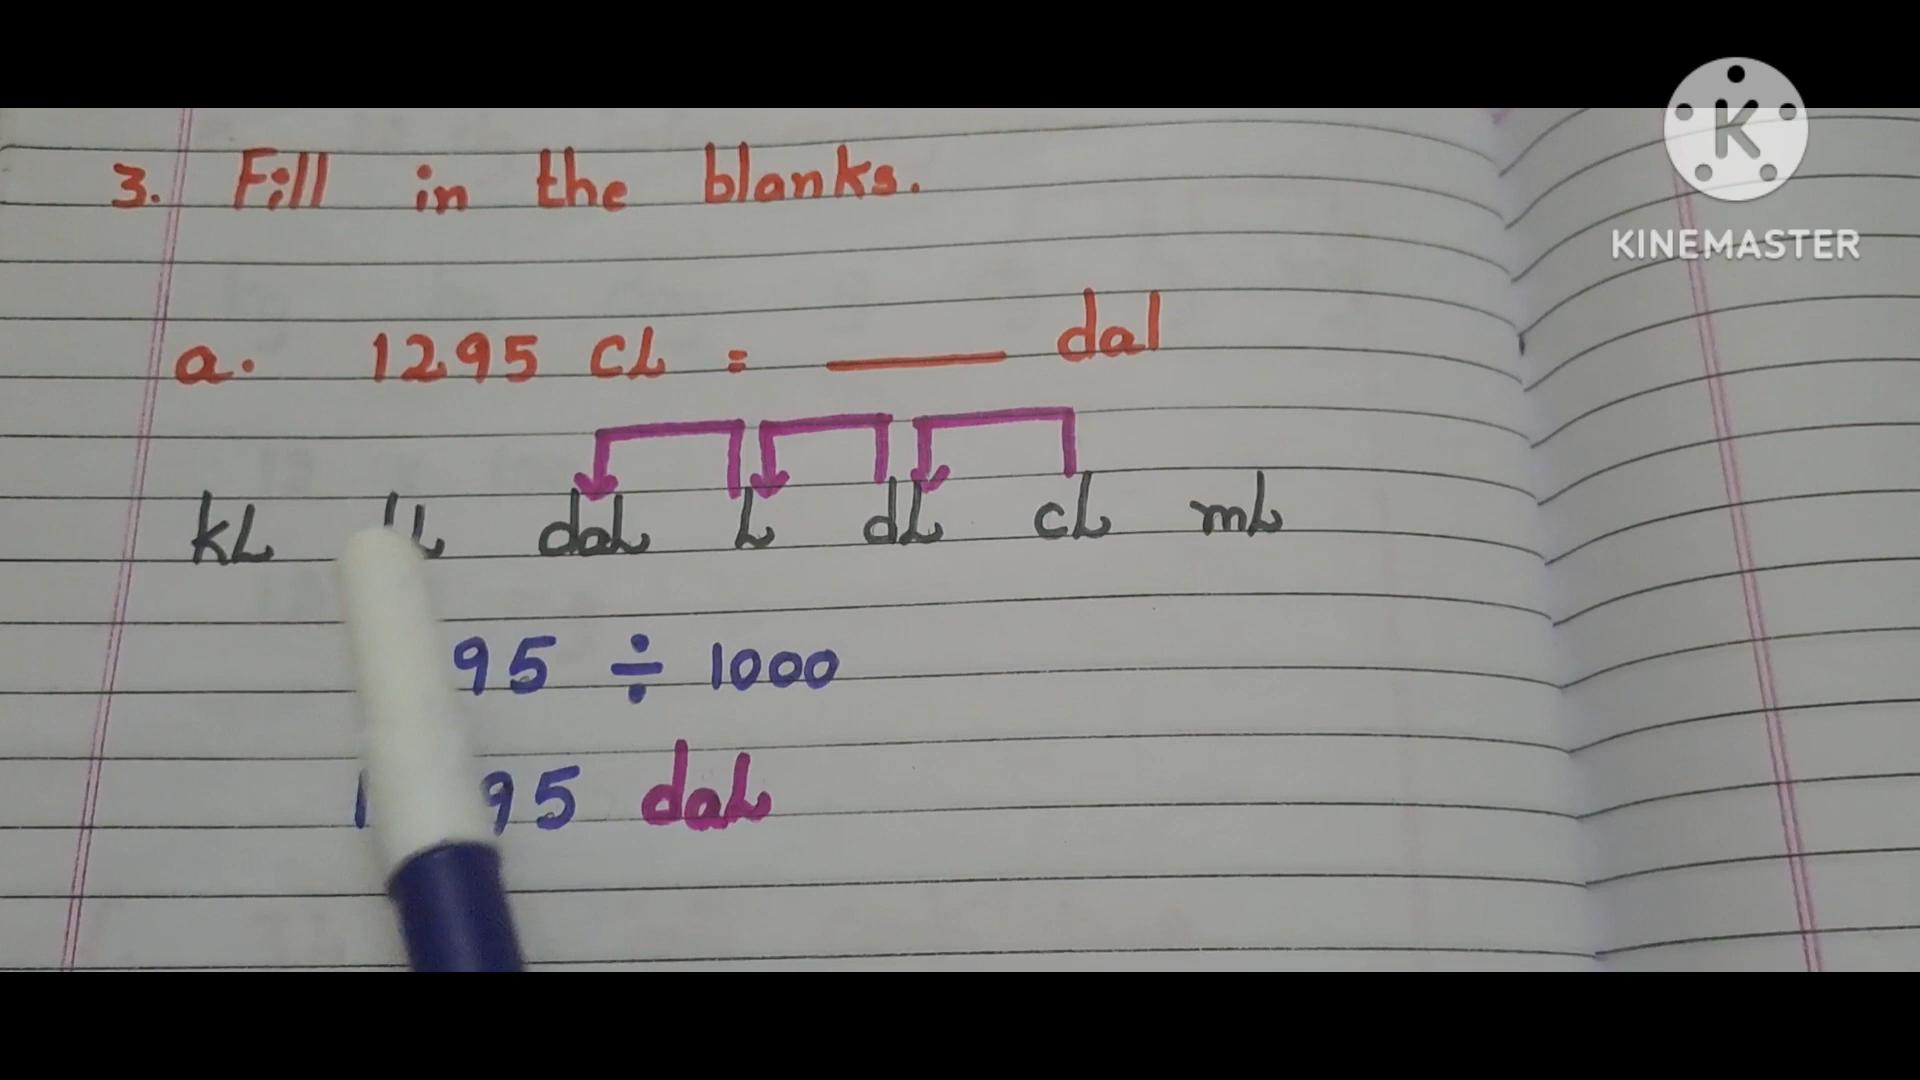 3. Fill in the blanks.
K
KINEMASTER
a. 1295 cL = ____ dal
kL daL L dL cL mL
95 ÷ 1000
95 daL